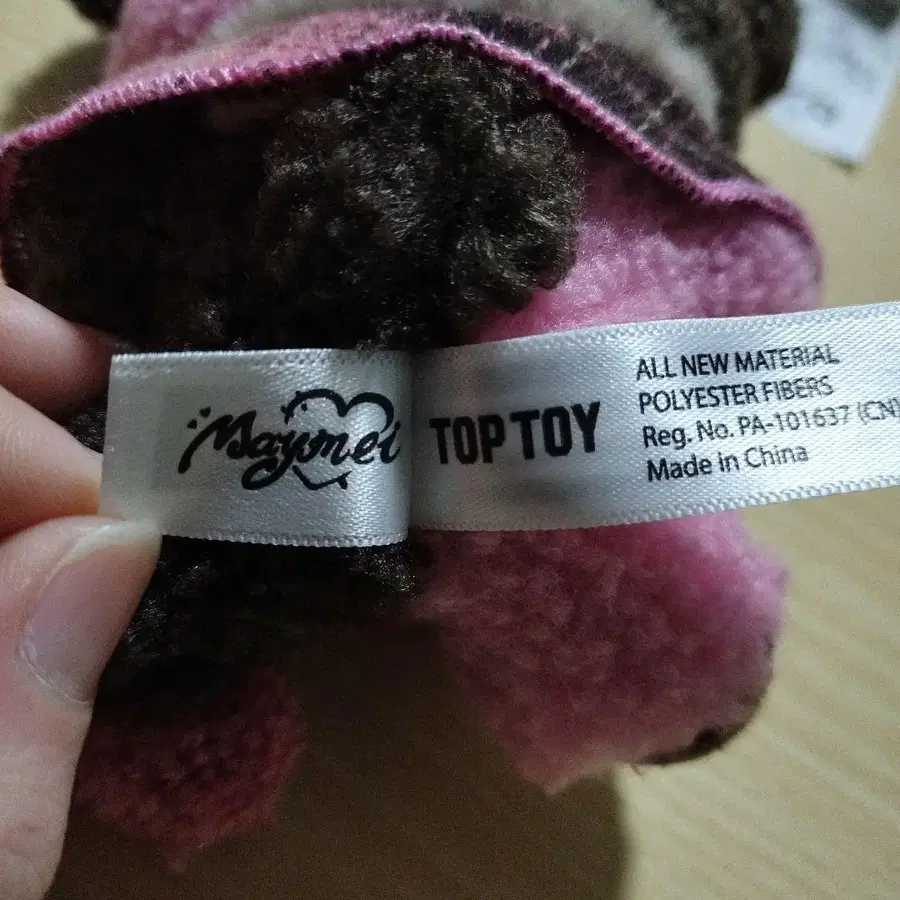 Maymei
TOP TOY
ALL NEW MATERIAL
POLYESTER FIBERS
Reg. No. PA-101637 (CN)
Made in China